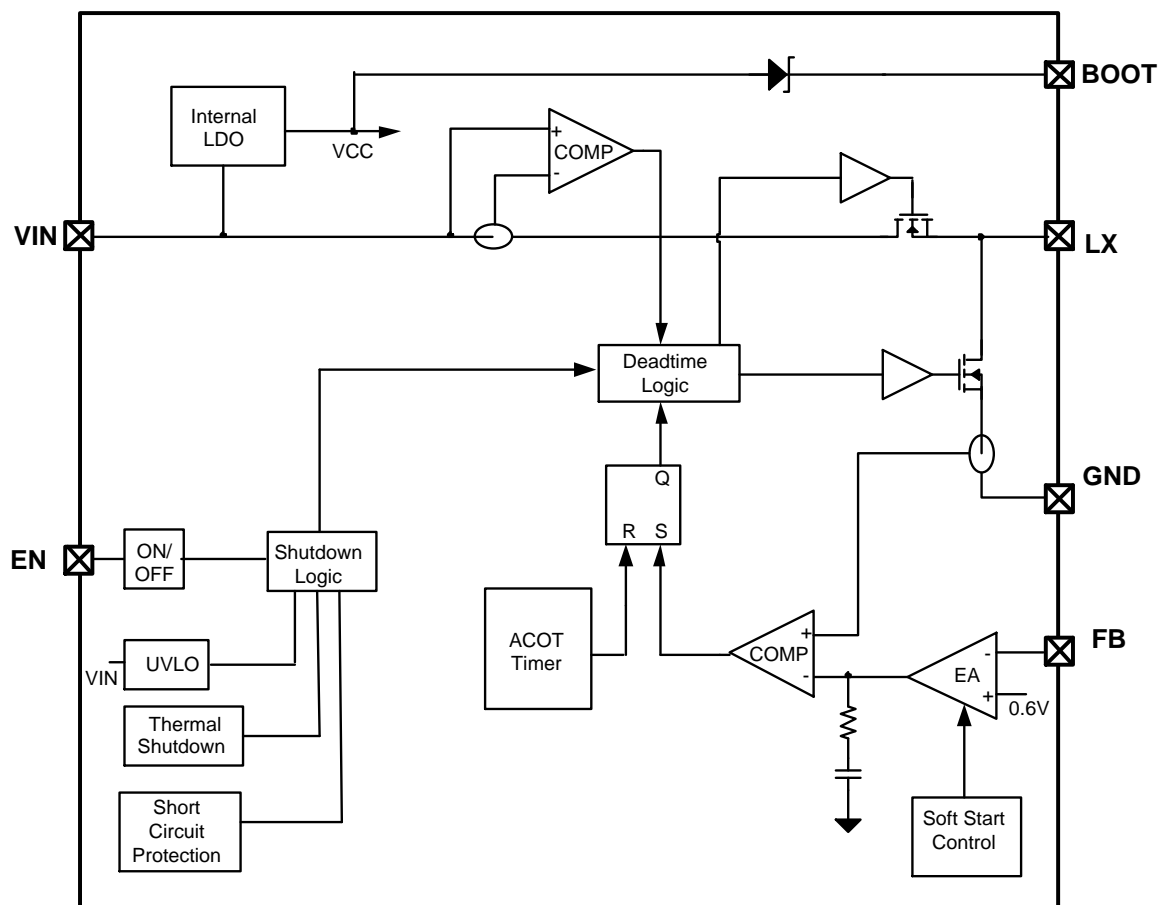 BOOT
Internal
LDO
VCC
+
COMP
-
VIN
LX
Deadtime
Logic
Q
R S
GND
EN
ON/
OFF
Shutdown
Logic
ACOT
Timer
+
COMP
-
FB
-
EA
+
0.6V
VIN
UVLO
Thermal
Shutdown
Short
Circuit
Protection
Soft Start
Control